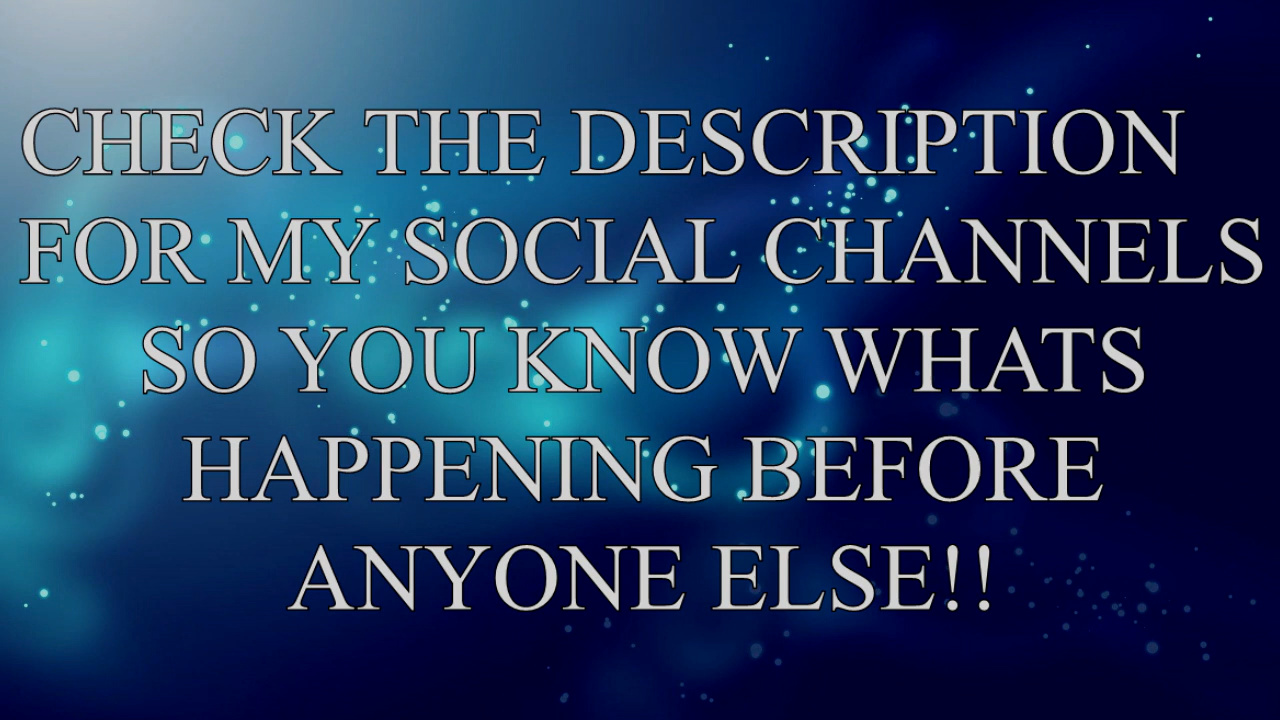 CHECK THE DESCRIPTION
FOR MY SOCIAL CHANNELS
SO YOU KNOW WHATS
HAPPENING BEFORE
ANYONE ELSE!!